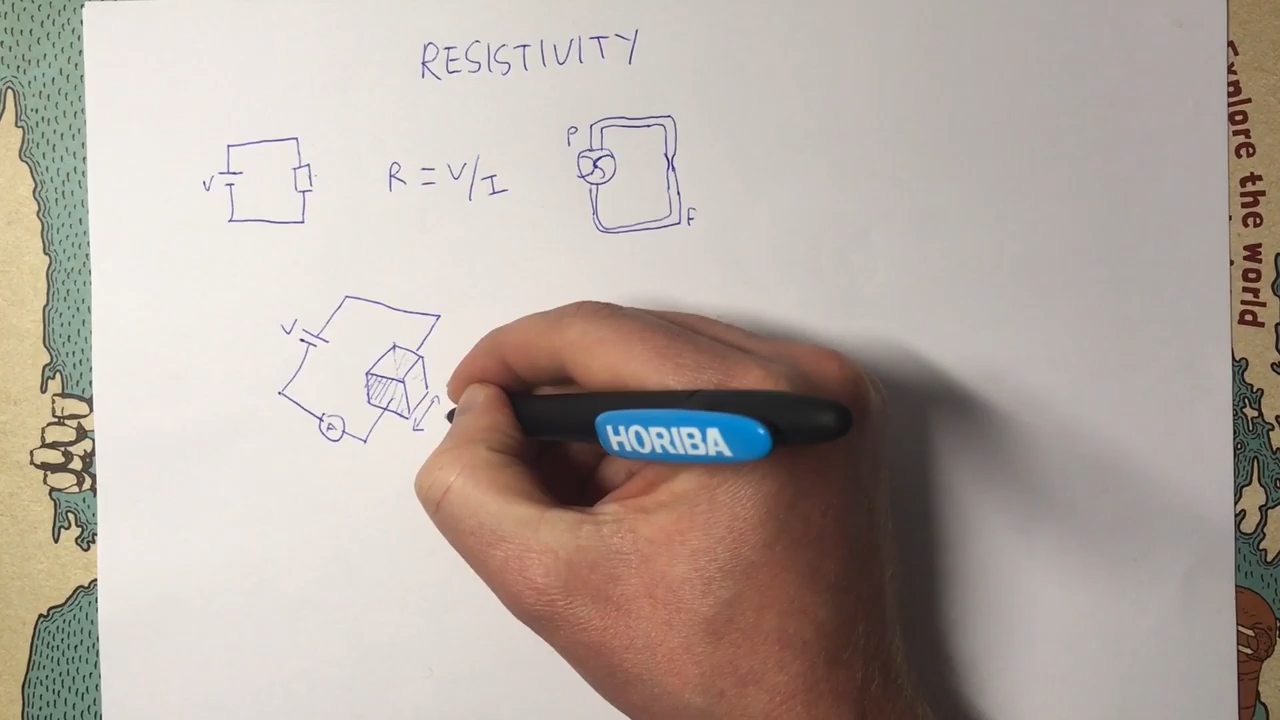 RESISTIVITY
V
R = V/I
P
F
V
A
HORIBA
Explore the world